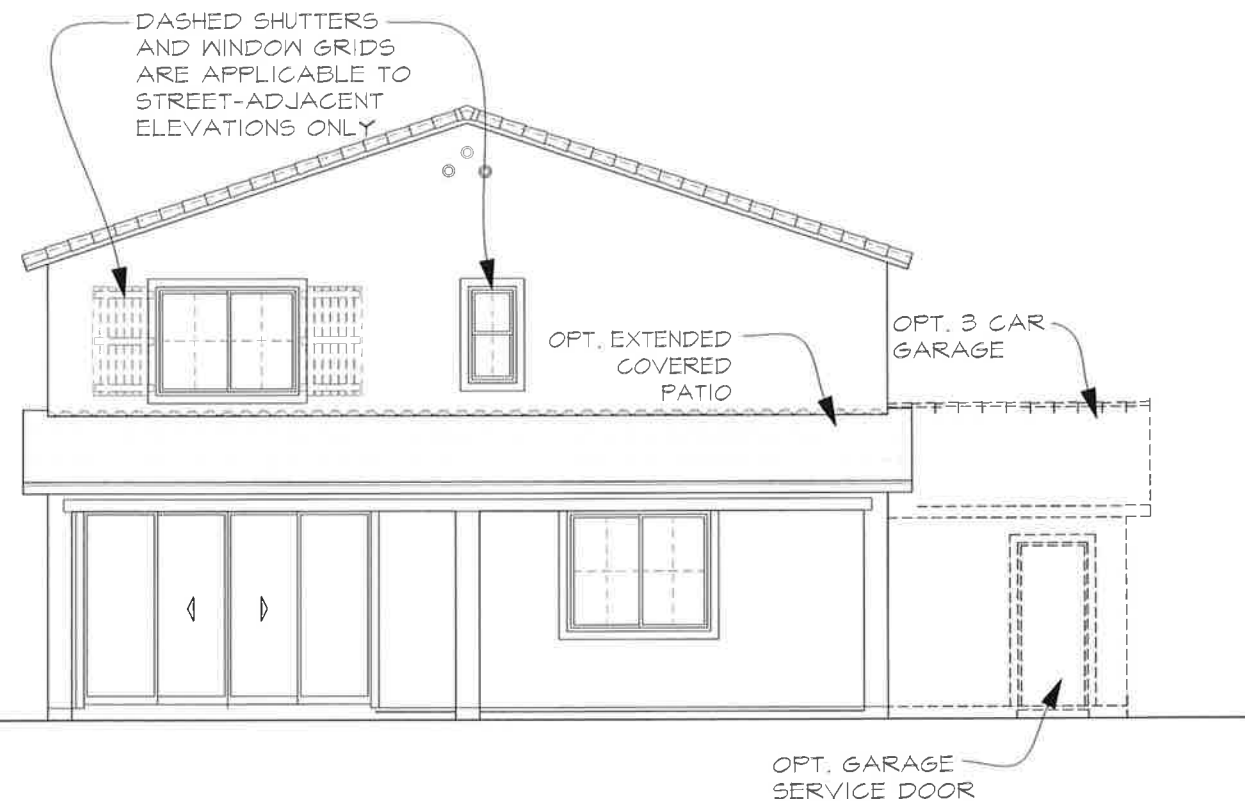 DASHED SHUTTERS
AND WINDOW GRIDS
ARE APPLICABLE TO
STREET-ADJACENT
ELEVATIONS ONLY
OPT. EXTENDED
COVERED
PATIO
OPT. 3 CAR
GARAGE
OPT. GARAGE
SERVICE DOOR